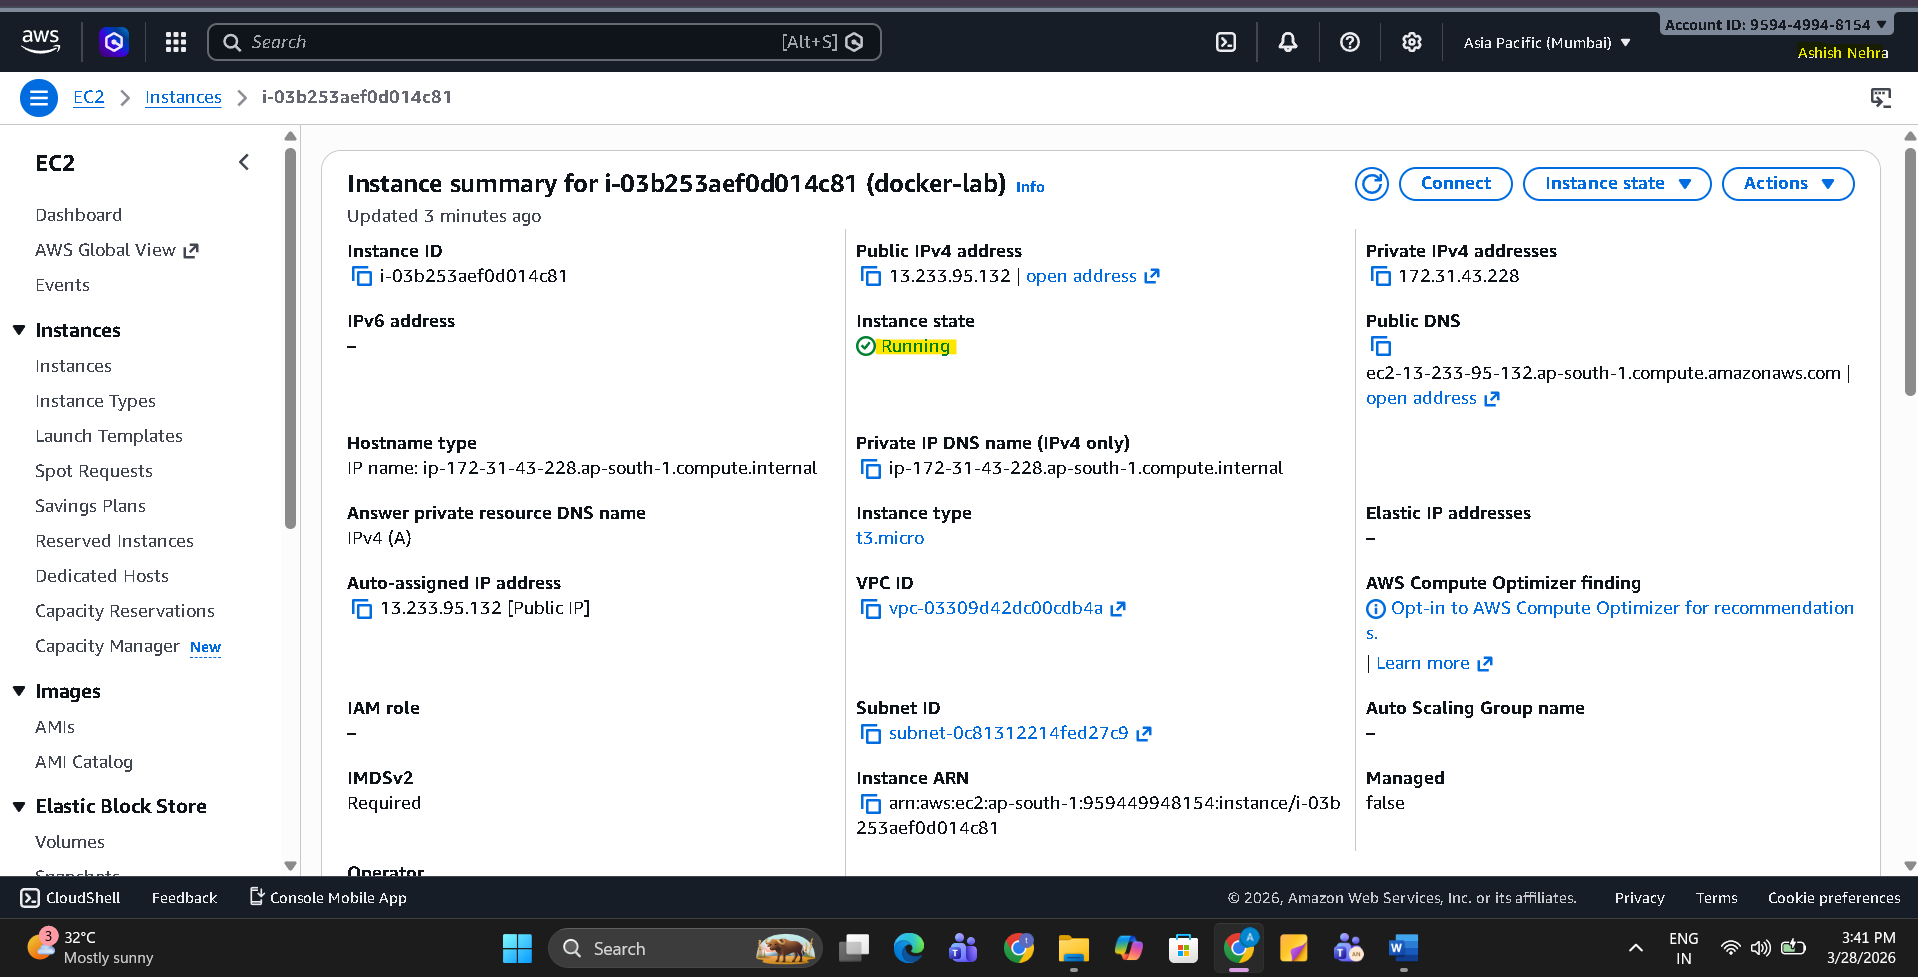 aws
Search
[Alt+S]
Asia Pacific (Mumbai)
Account ID: 9594-4994-8154
Ashish Nehra
EC2
Instances
i-03b253aef0d014c81
EC2
Dashboard
AWS Global View
Events
Instances
Instances
Instance Types
Launch Templates
Spot Requests
Savings Plans
Reserved Instances
Dedicated Hosts
Capacity Reservations
Capacity Manager New
Images
AMIs
AMI Catalog
Elastic Block Store
Volumes
Snapshots
Instance summary for i-03b253aef0d014c81 (docker-lab) Info
Updated 3 minutes ago
Connect
Instance state
Actions
Instance ID
i-03b253aef0d014c81
Public IPv4 address
13.233.95.132 | open address
Private IPv4 addresses
172.31.43.228
IPv6 address
–
Instance state
Running
Public DNS
ec2-13-233-95-132.ap-south-1.compute.amazonaws.com |
open address
Hostname type
IP name: ip-172-31-43-228.ap-south-1.compute.internal
Private IP DNS name (IPv4 only)
ip-172-31-43-228.ap-south-1.compute.internal
Answer private resource DNS name
IPv4 (A)
Instance type
t3.micro
Elastic IP addresses
–
Auto-assigned IP address
13.233.95.132 [Public IP]
VPC ID
vpc-03309d42dc00cdb4a
AWS Compute Optimizer finding
Opt-in to AWS Compute Optimizer for recommendation
s.
| Learn more
IAM role
–
Subnet ID
subnet-0c81312214fed27c9
Auto Scaling Group name
–
IMDSv2
Required
Instance ARN
arn:aws:ec2:ap-south-1:959449948154:instance/i-03b
253aef0d014c81
Managed
false
Operator
CloudShell
Feedback
Console Mobile App
© 2026, Amazon Web Services, Inc. or its affiliates.
Privacy
Terms
Cookie preferences
3
32°C
Mostly sunny
Search
ENG
IN
3:41 PM
3/28/2026